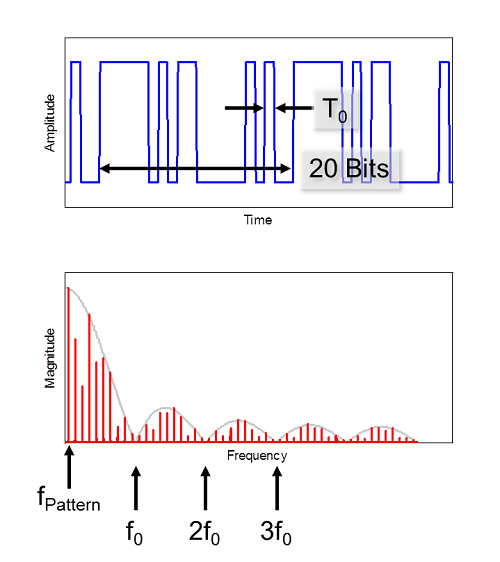 Amplitude
T0
20 Bits
Time
Magnitude
Frequency
fPattern
f0
2f0
3f0